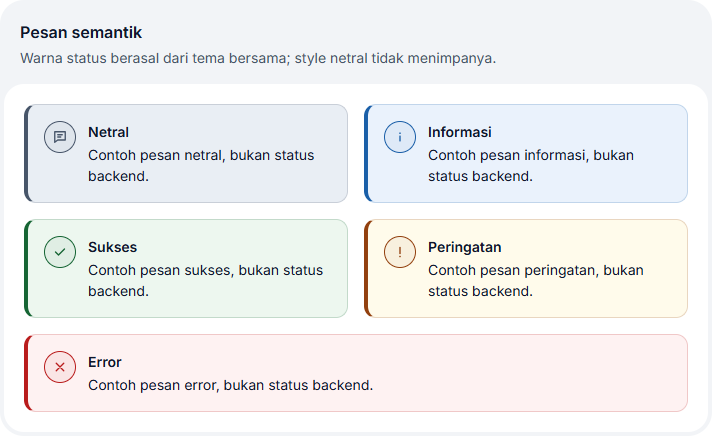 Pesan semantik
Warna status berasal dari tema bersama; style netral tidak menimpanya.
Netral
Contoh pesan netral, bukan status
backend.
Informasi
Contoh pesan informasi, bukan
status backend.
Sukses
Contoh pesan sukses, bukan status
backend.
Peringatan
Contoh pesan peringatan, bukan
status backend.
Error
Contoh pesan error, bukan status backend.